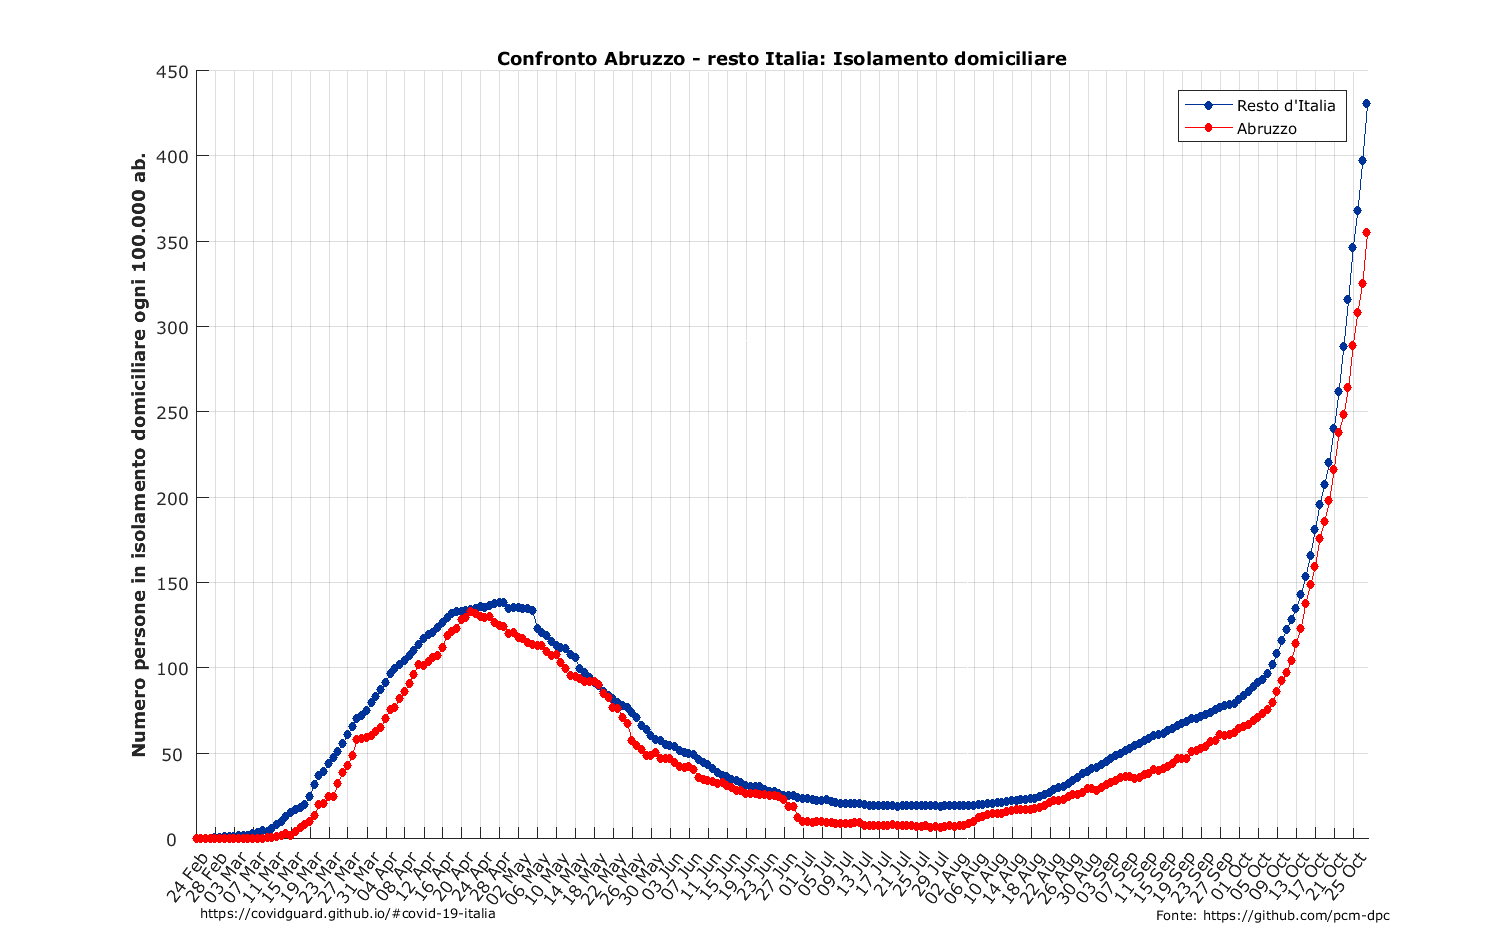 Confronto Abruzzo - resto Italia: Isolamento domiciliare
Numero persone in isolamento domiciliare ogni 100.000 ab.
450
400
350
300
250
200
150
100
50
0
Resto d'Italia
Abruzzo
24 Feb
28 Feb
03 Mar
07 Mar
11 Mar
15 Mar
19 Mar
23 Mar
27 Mar
31 Mar
04 Apr
08 Apr
12 Apr
16 Apr
20 Apr
24 Apr
28 Apr
02 May
06 May
10 May
14 May
18 May
22 May
26 May
30 May
03 Jun
07 Jun
11 Jun
15 Jun
19 Jun
23 Jun
27 Jun
01 Jul
05 Jul
09 Jul
13 Jul
17 Jul
21 Jul
25 Jul
29 Jul
02 Aug
06 Aug
10 Aug
14 Aug
18 Aug
22 Aug
26 Aug
30 Aug
03 Sep
07 Sep
11 Sep
15 Sep
19 Sep
23 Sep
27 Sep
01 Oct
05 Oct
09 Oct
13 Oct
17 Oct
21 Oct
25 Oct
https://covidguard.github.io/#covid-19-italia
Fonte: https://github.com/pcm-dpc